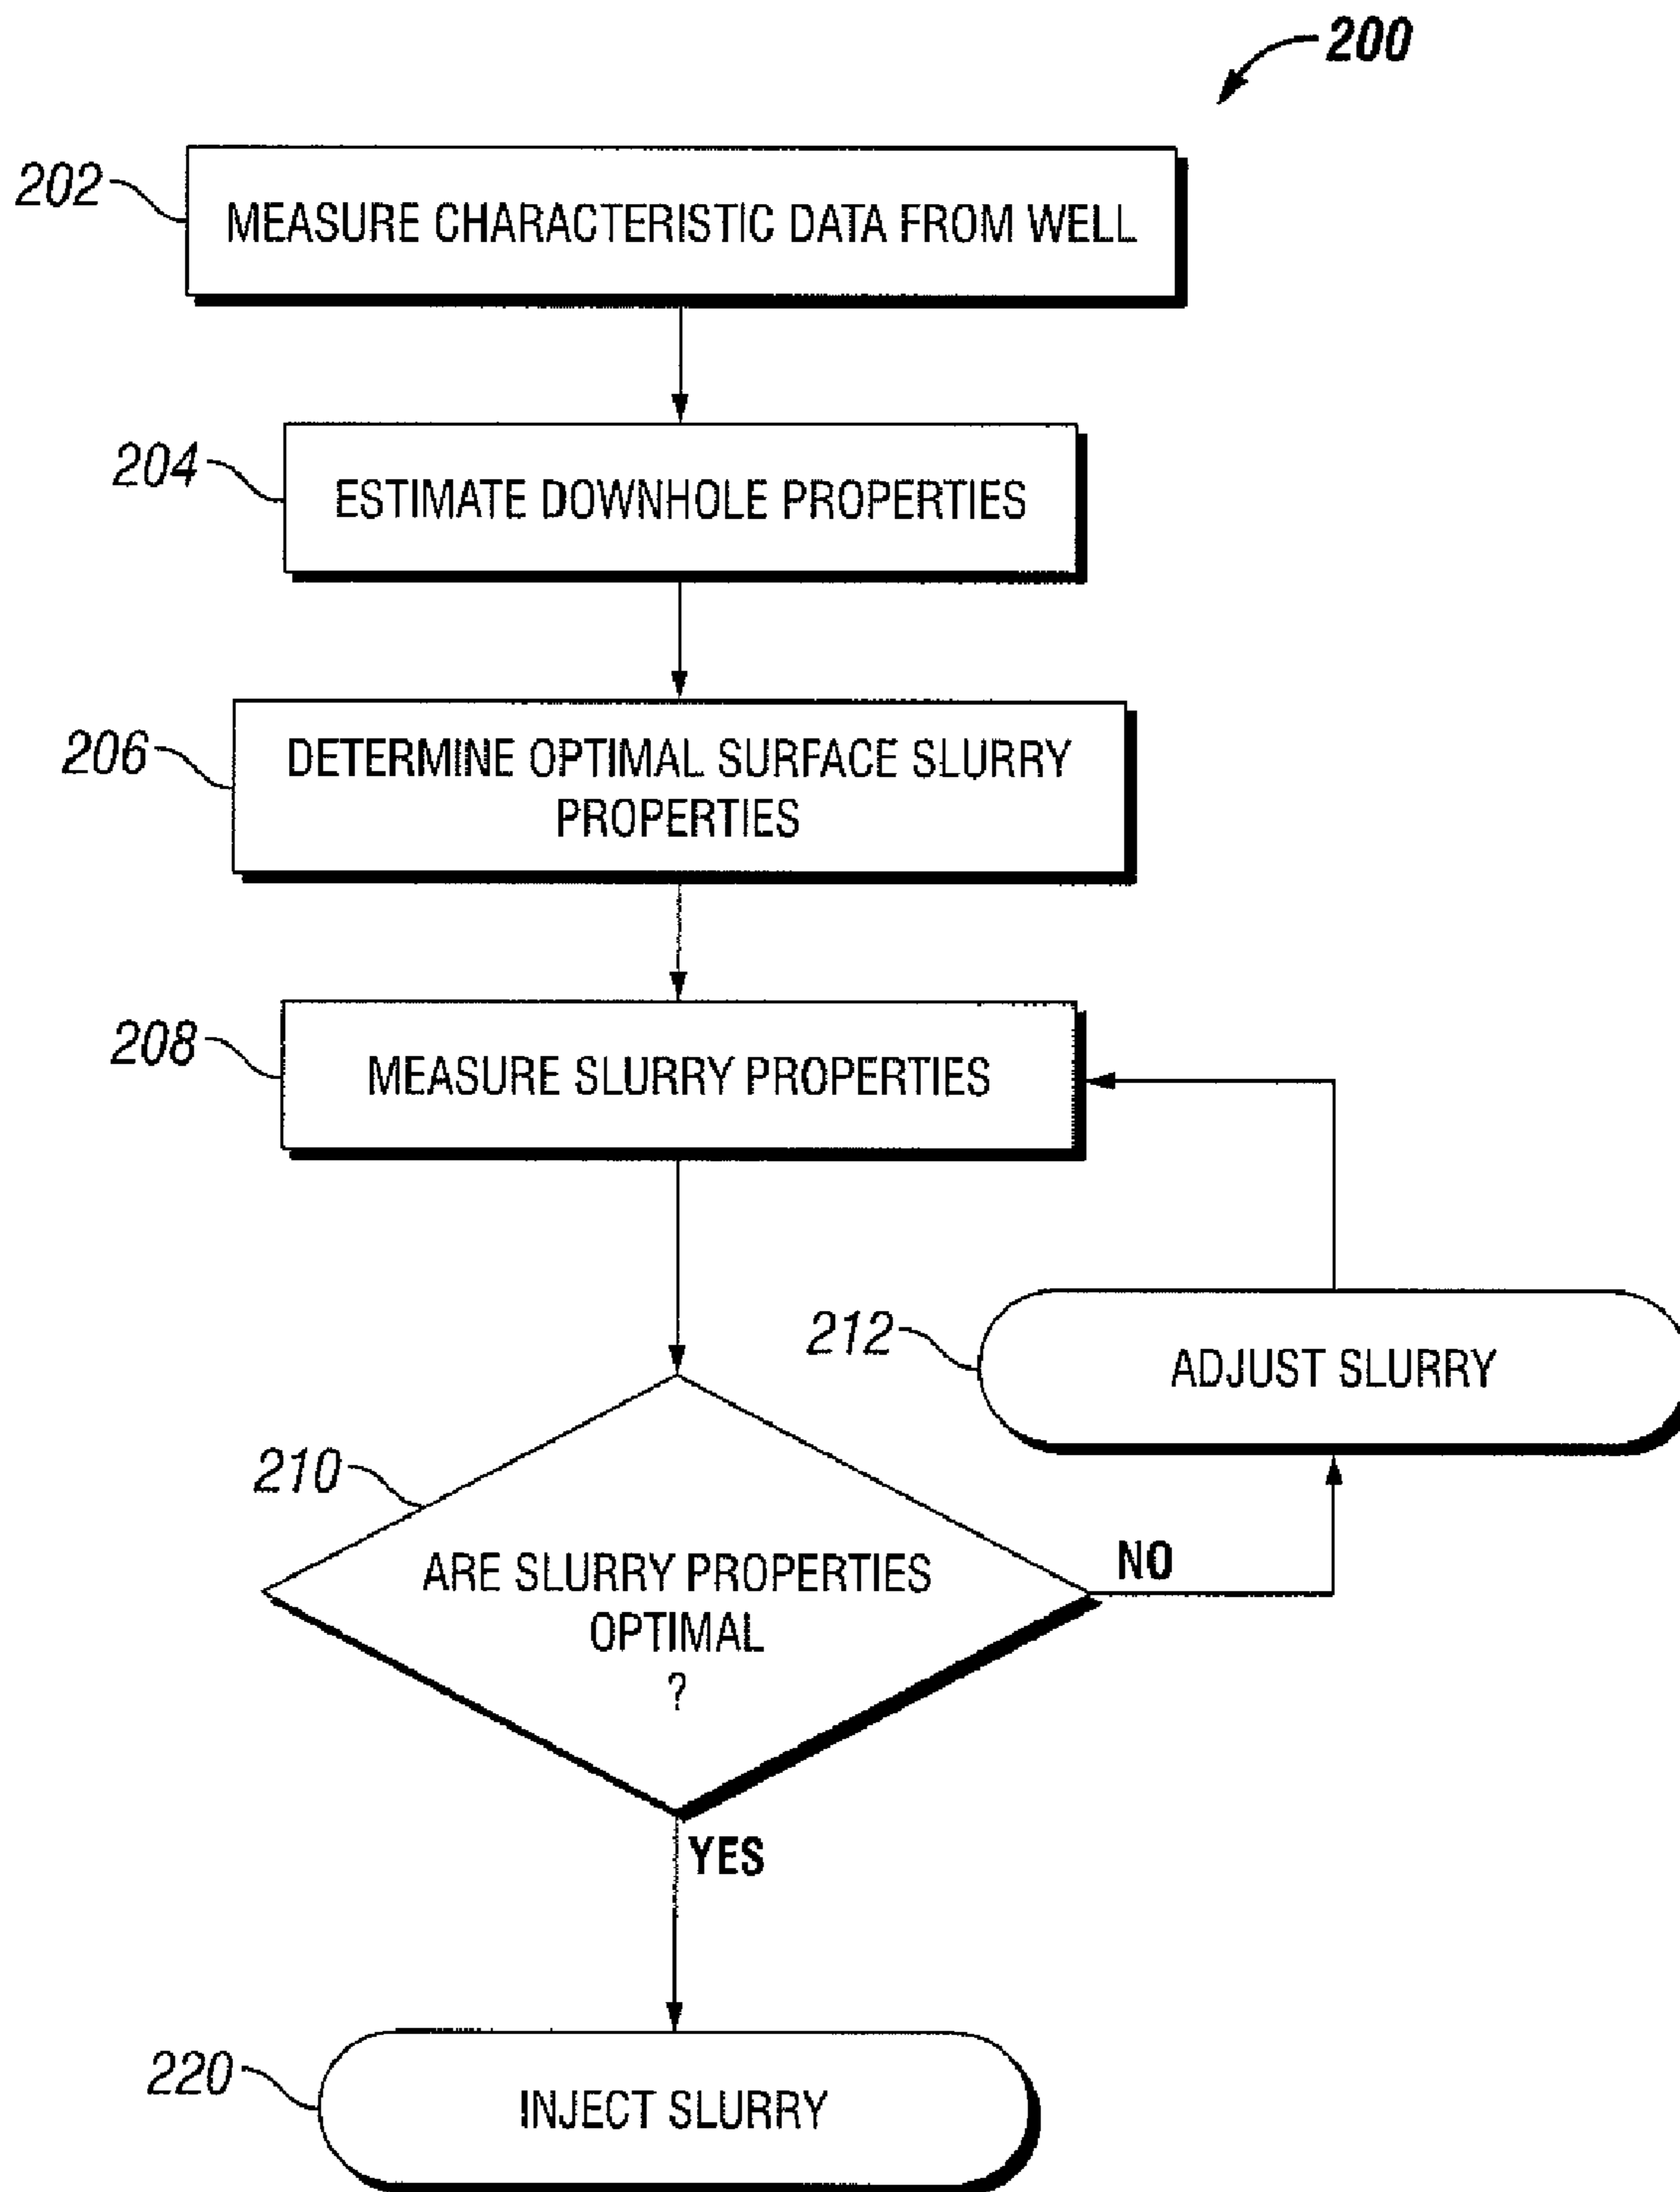 200
202
MEASURE CHARACTERISTIC DATA FROM WELL
204
ESTIMATE DOWNHOLE PROPERTIES
206
DETERMINE OPTIMAL SURFACE SLURRY
PROPERTIES
208
MEASURE SLURRY PROPERTIES
212
ADJUST SLURRY
210
ARE SLURRY PROPERTIES
OPTIMAL
?
NO
YES
220
INJECT SLURRY